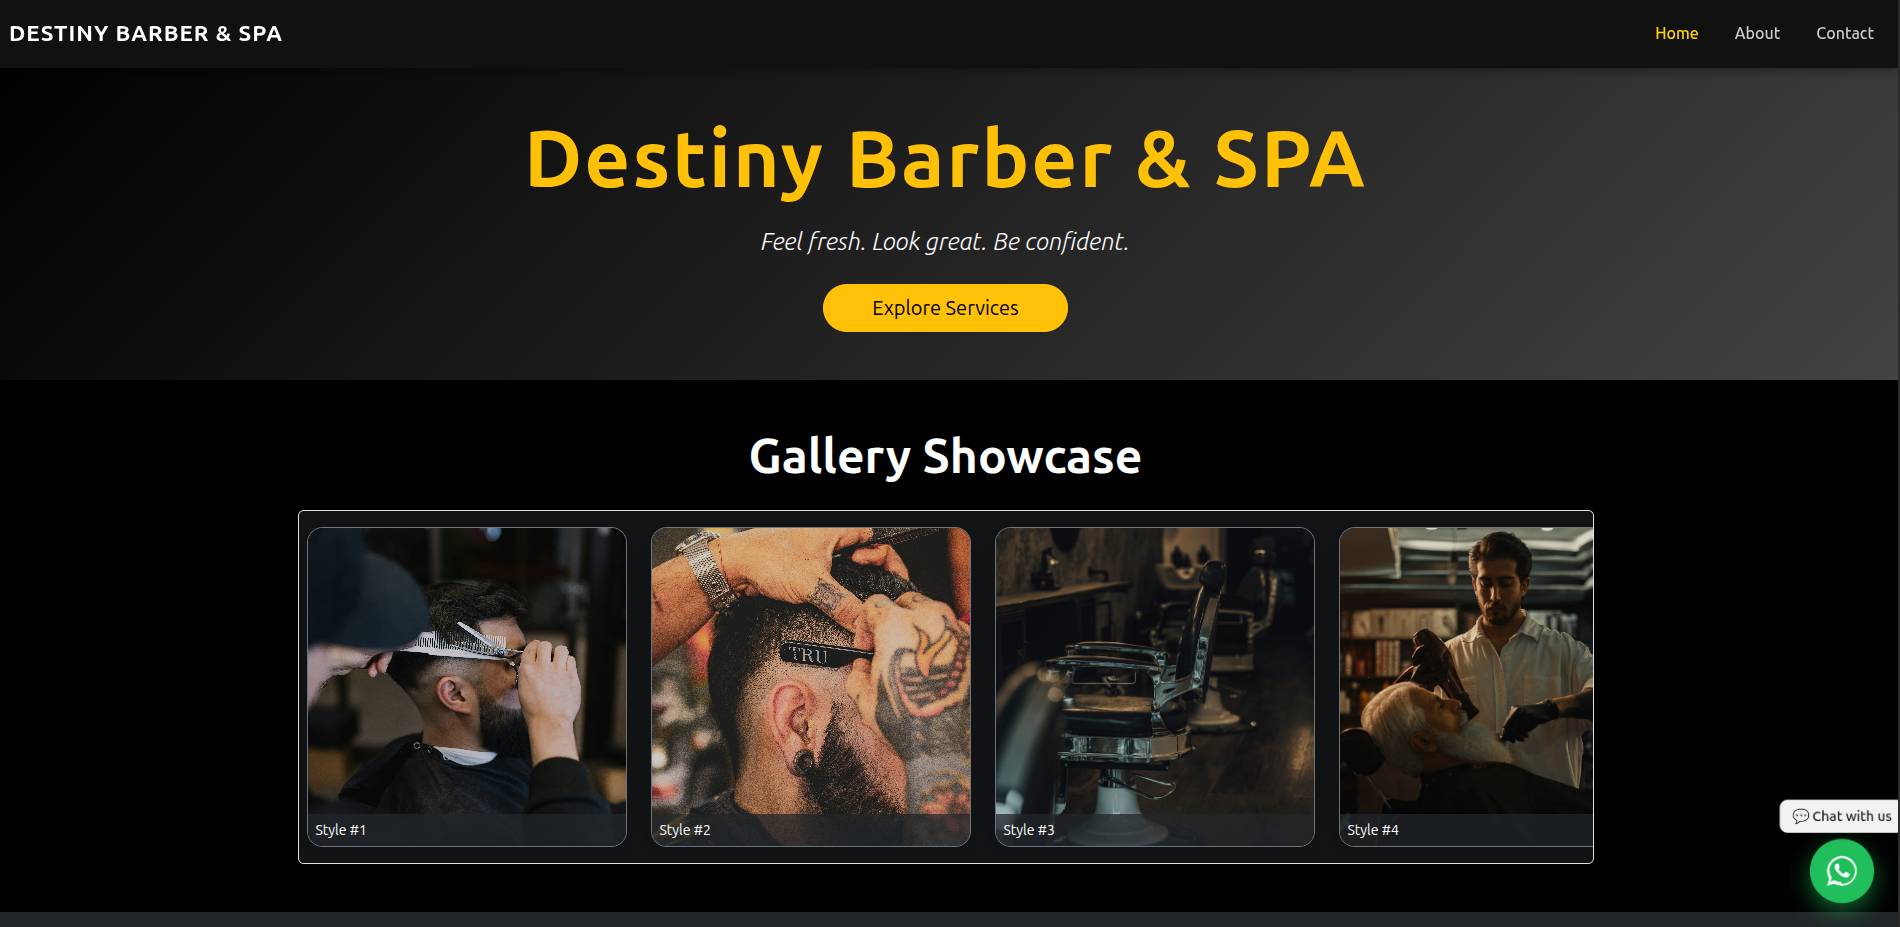 DESTINY BARBER & SPA
Home About Contact
Destiny Barber & SPA
Feel fresh. Look great. Be confident.
Explore Services
Gallery Showcase
TRU
Style #1
Style #2
Style #3
Style #4
💬 Chat with us